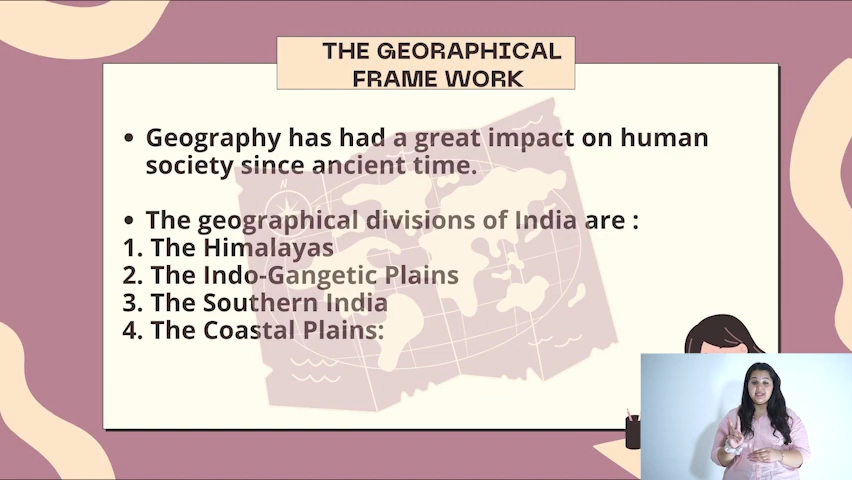 THE GEORAPHICAL
FRAME WORK
• Geography has had a great impact on human
society since ancient time.
• The geographical divisions of India are :
1. The Himalayas
2. The Indo-Gangetic Plains
3. The Southern India
4. The Coastal Plains:
N